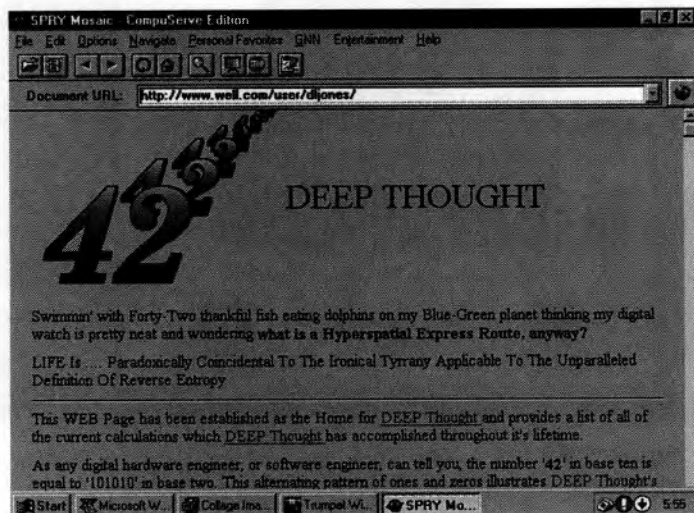 SPRY Mosaic - CompuServe Edition
File Edit Options Navigate Personal Favorites GNN Entertainment Help
Document URL: http://www.well.com/user/dljones/
42
DEEP THOUGHT
Swimmin' with Forty-Two thankful fish eating dolphins on my Blue-Green planet thinking my digital
watch is pretty neat and wondering what is a Hyperspatial Express Route, anyway?
LIFE Is .... Paradoxically Coincidental To The Ironical Tyrrany Applicable To The Unparalleled
Definition Of Reverse Entropy
This WEB Page has been established as the Home for DEEP Thought and provides a list of all of
the current calculations which DEEP Thought has accomplished throughout it's lifetime.
As any digital hardware engineer, or software engineer, can tell you, the number '42' in base ten is
equal to '101010' in base two. This alternating pattern of ones and zeros illustrates DEEP Thought's
Start Microsoft W... Collage Ima... Trumpet Wi... SPRY Mo... 5:55